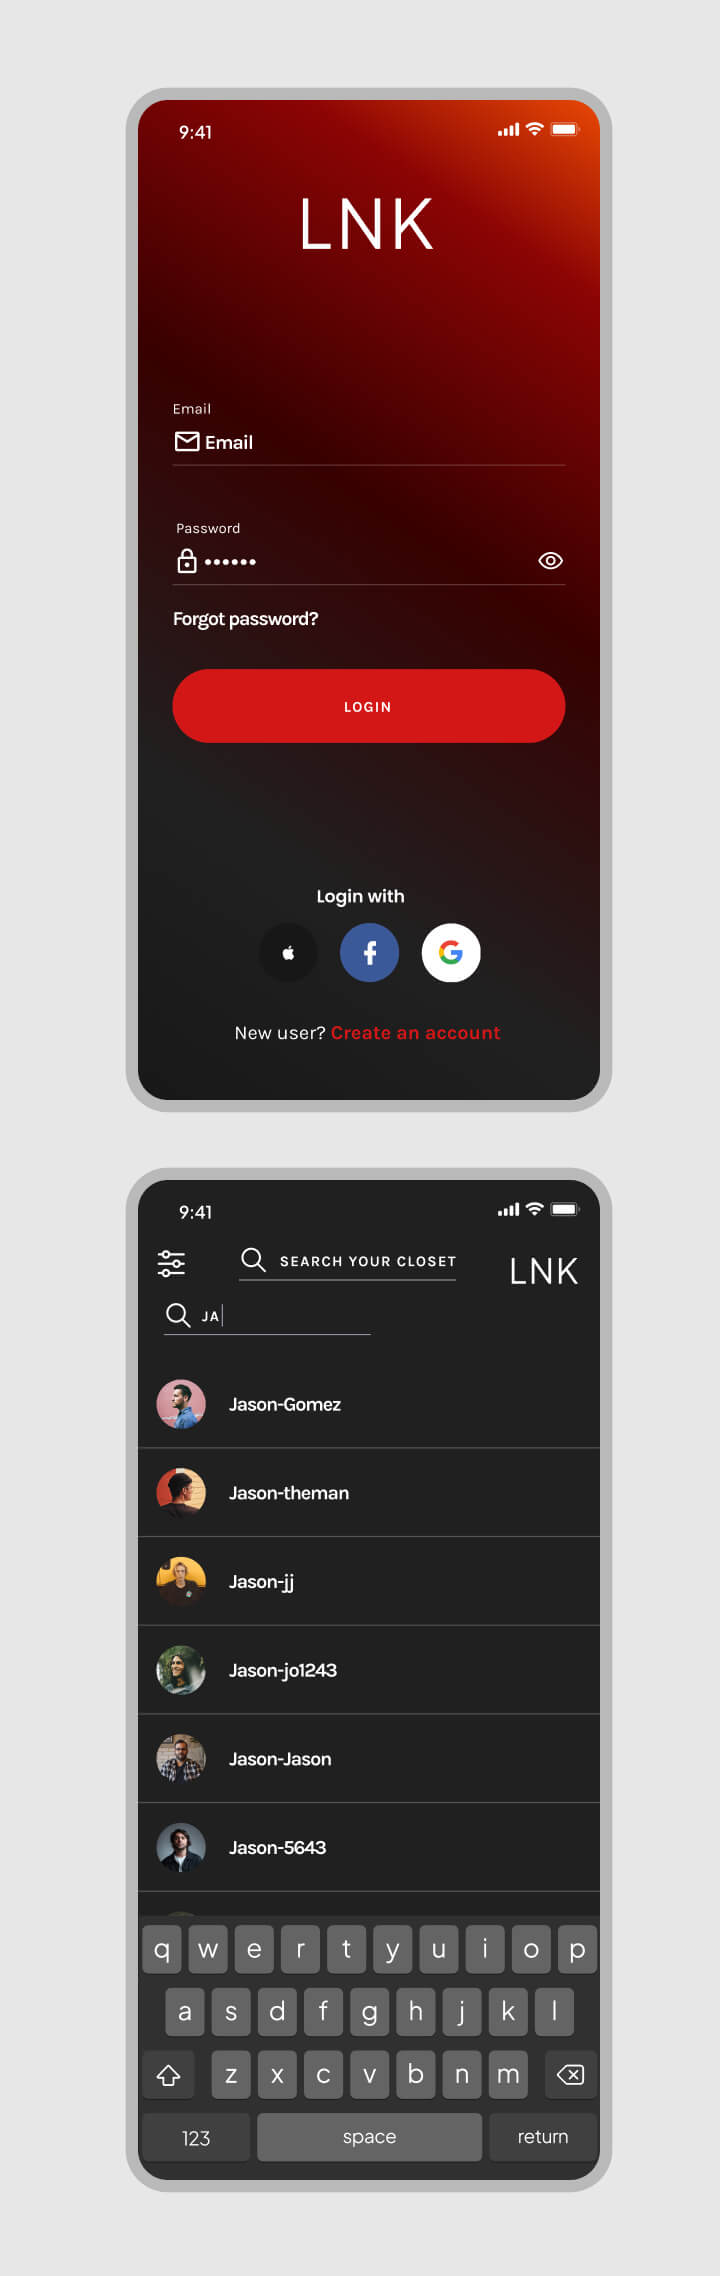 9:41
LNK
Email
Email
Password
••••••
Forgot password?
LOGIN
Login with
New user? Create an account
9:41
SEARCH YOUR CLOSET
LNK
JA
Jason-Gomez
Jason-theman
Jason-jj
Jason-jo1243
Jason-Jason
Jason-5643
q w e r t y u i o p
a s d f g h j k l
z x c v b n m
123 space return